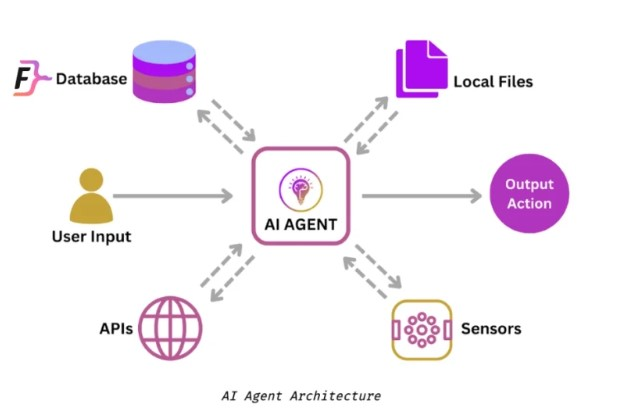 F
Database
Local Files
AI AGENT
Output
Action
User Input
APIs
Sensors
AI Agent Architecture